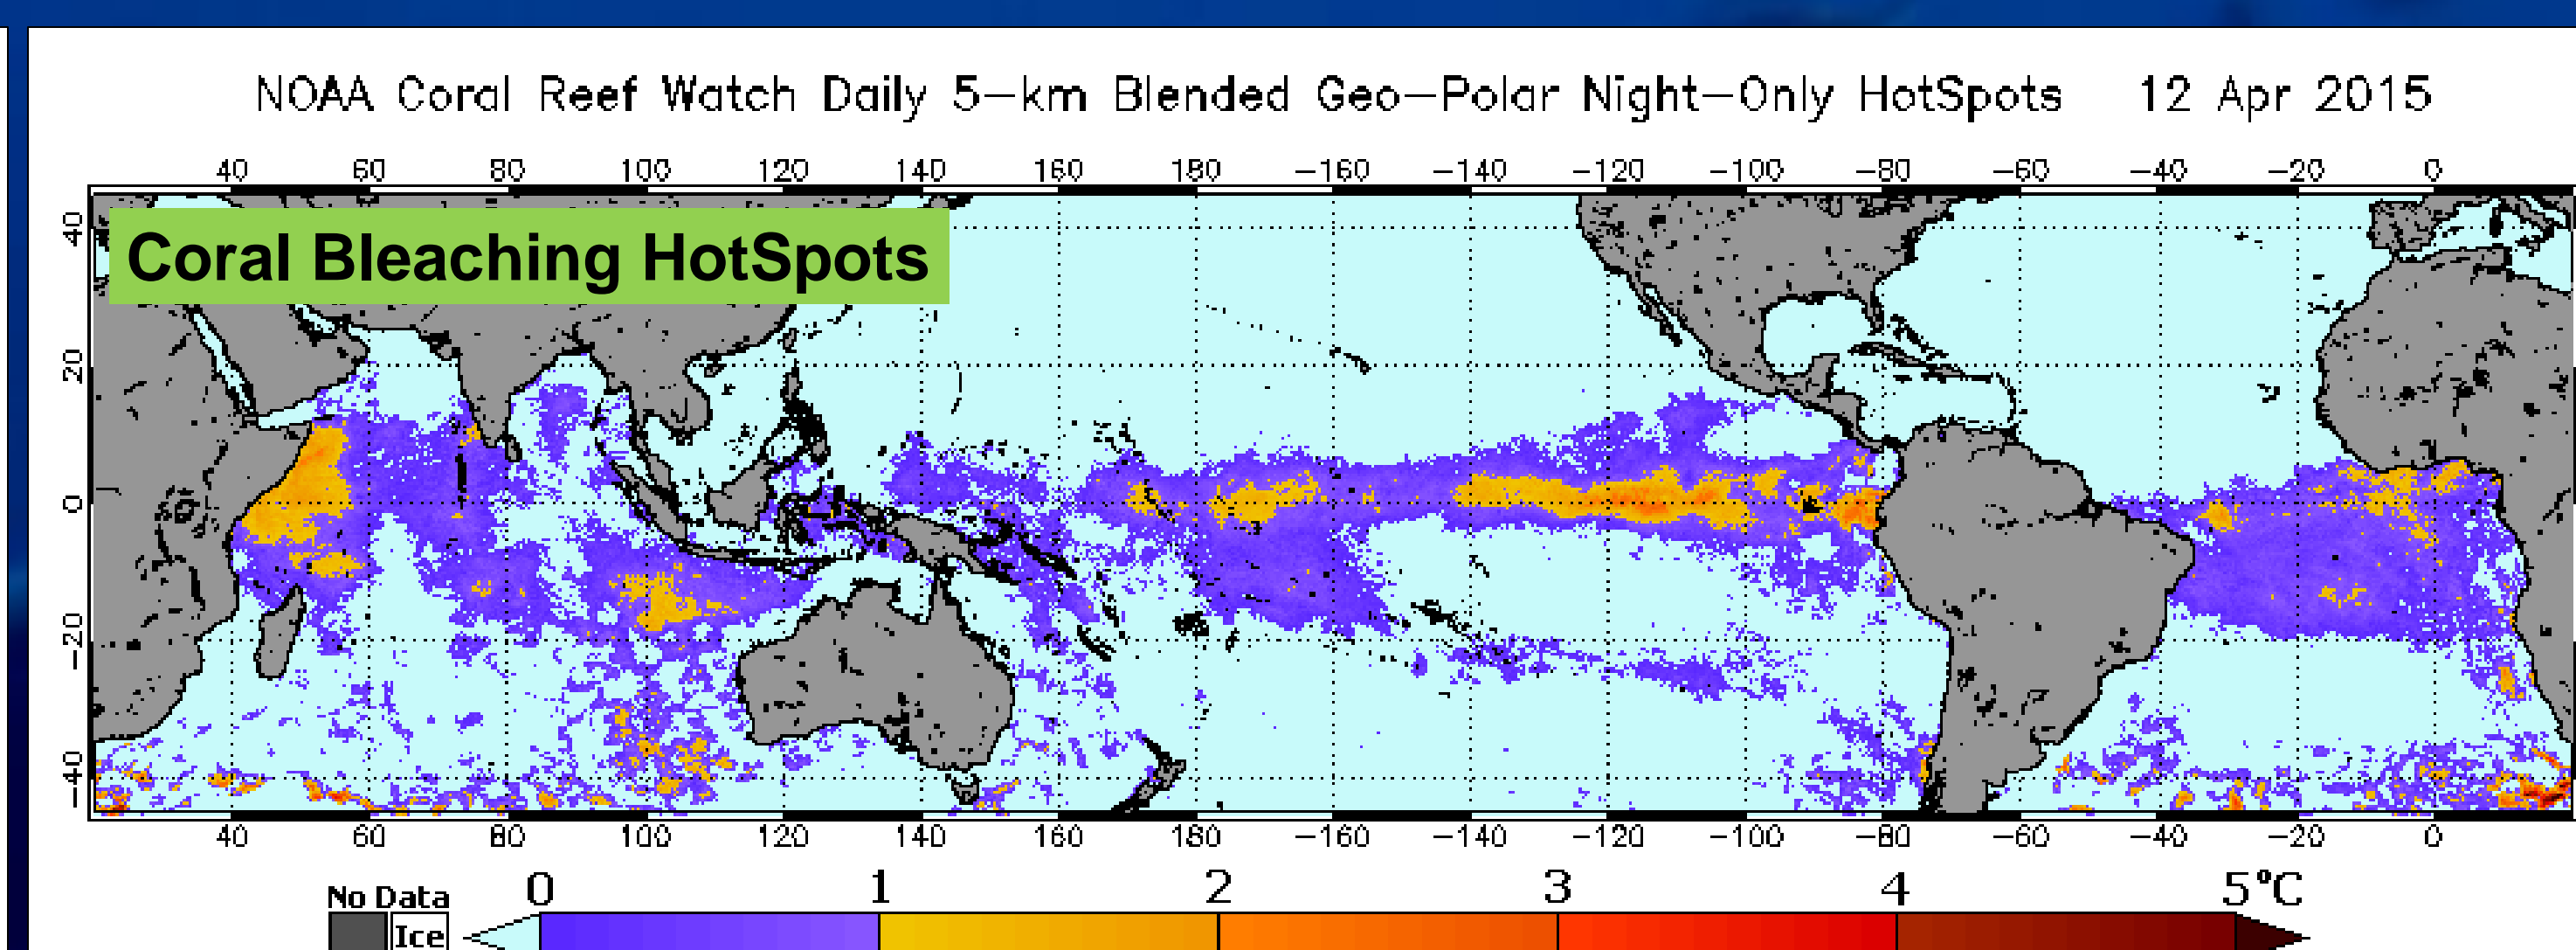 NOAA Coral Reef Watch Daily 5-km Blended Geo-Polar Night-Only HotSpots 12 Apr 2015
40 60 80 100 120 140 160 180 -160 -140 -120 -100 -80 -60 -40 -20 0
Coral Bleaching HotSpots
40
20
0
-20
-40
40 60 80 100 120 140 160 180 -160 -140 -120 -100 -80 -60 -40 -20 0
No Data 0 1 2 3 4 5°C
Ice